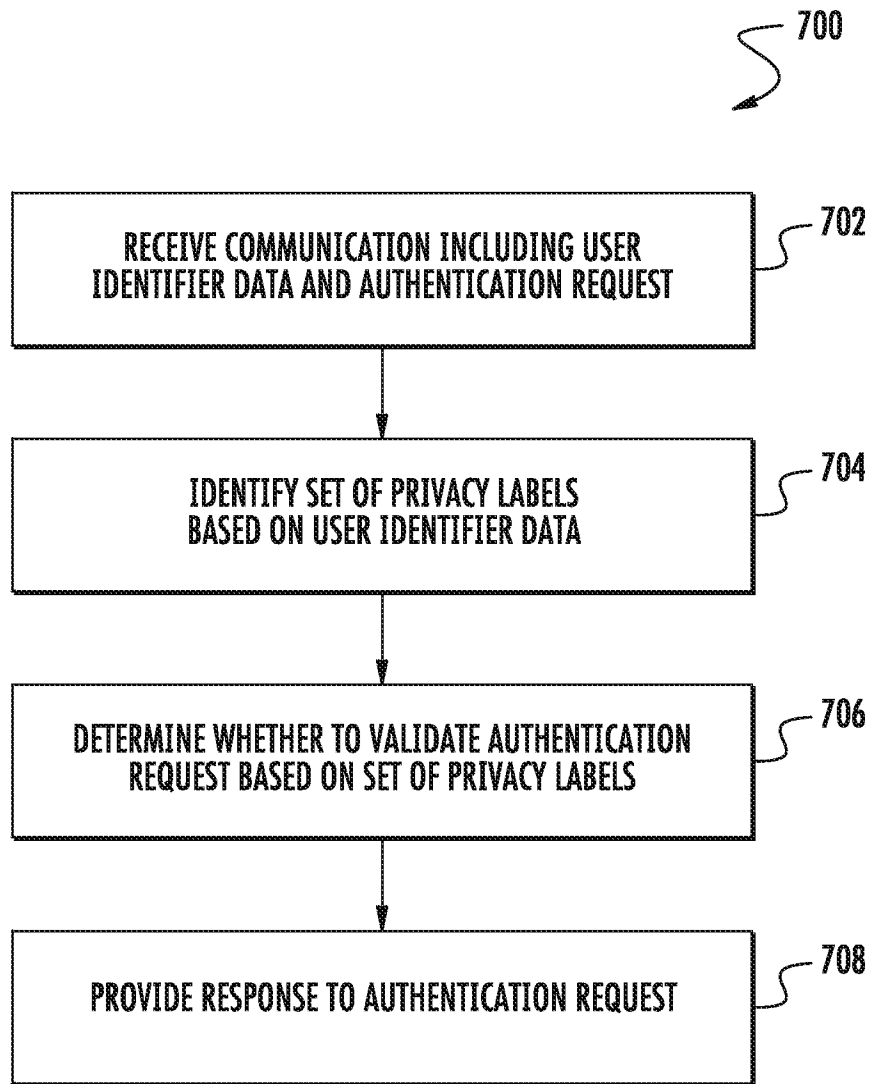 700
RECEIVE COMMUNICATION INCLUDING USER
IDENTIFIER DATA AND AUTHENTICATION REQUEST
702
IDENTIFY SET OF PRIVACY LABELS
BASED ON USER IDENTIFIER DATA
704
DETERMINE WHETHER TO VALIDATE AUTHENTICATION
REQUEST BASED ON SET OF PRIVACY LABELS
706
PROVIDE RESPONSE TO AUTHENTICATION REQUEST
708